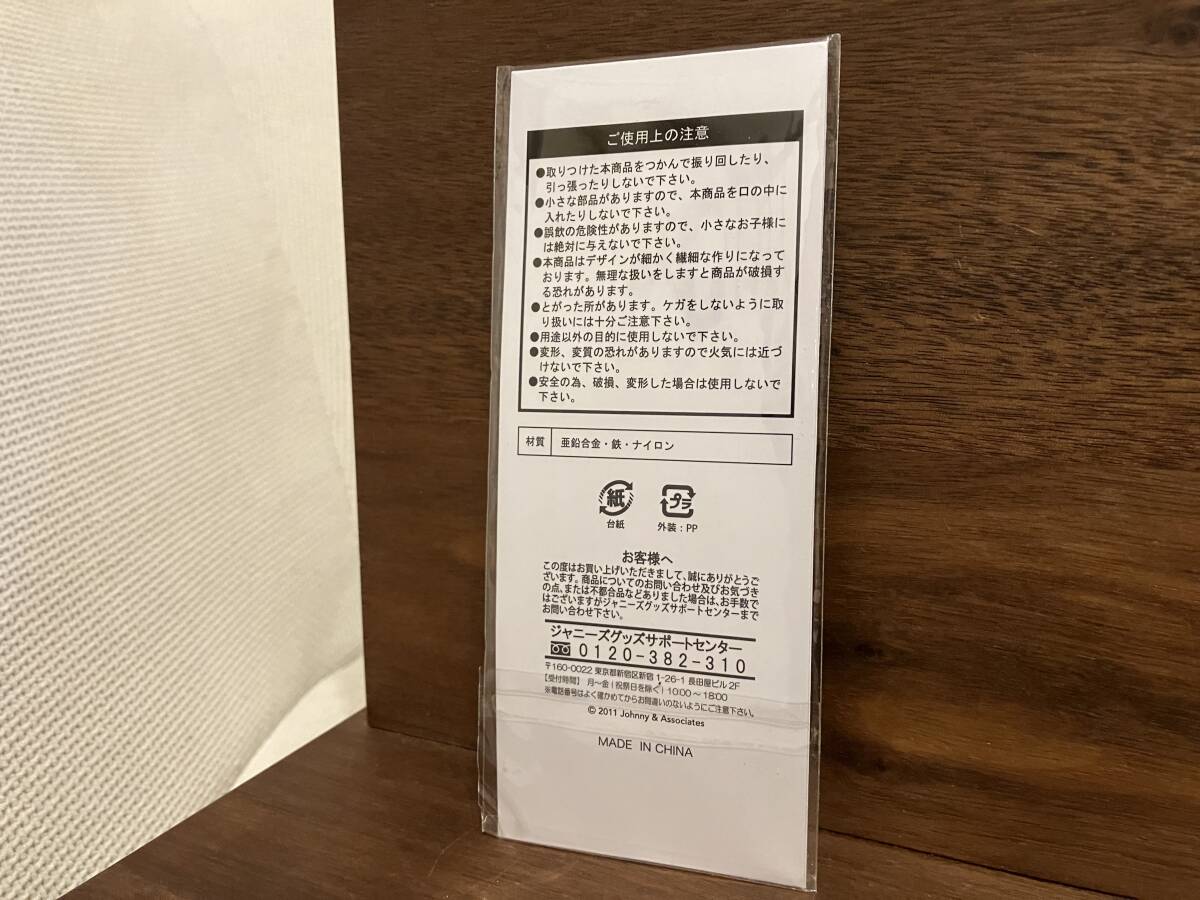 ご使用上の注意
●取りつけた本商品をつかんで振り回したり、
引っ張ったりしないで下さい。
●小さな部品がありますので、本商品を口の中に
入れたりしないで下さい。
●誤飲の危険性がありますので、小さなお子様に
は絶対に与えないで下さい。
●本商品はデザインが細かく繊細な作りになって
おります。無理な扱いをしますと商品が破損す
る恐れがあります。
●とがった所があります。ケガをしないように取
り扱いには十分ご注意下さい。
●用途以外の目的に使用しないで下さい。
●変形、変質の恐れがありますので火気には近づ
けないで下さい。
●安全の為、破損、変形した場合は使用しないで
下さい。
材質 亜鉛合金・鉄・ナイロン
紙 プラ
台紙 外装：PP
お客様へ
この度はお買い上げいただきまして、誠にありがとうご
ざいます。商品についてのお問い合わせ及びお気づき
の点、または不都合品などありました場合は、お手数で
はございますがジャニーズグッズサポートセンターまで
お問い合わせ下さい。
ジャニーズグッズサポートセンター
0120-382-310
〒160-0022 東京都新宿区新宿 1-26-1 長田屋ビル 2F
【受付時間】 月～金（祝祭日を除く）10:00～18:00
※電話番号はよく確かめてからお間違いのないようにご注意下さい。
© 2011 Johnny & Associates
MADE IN CHINA